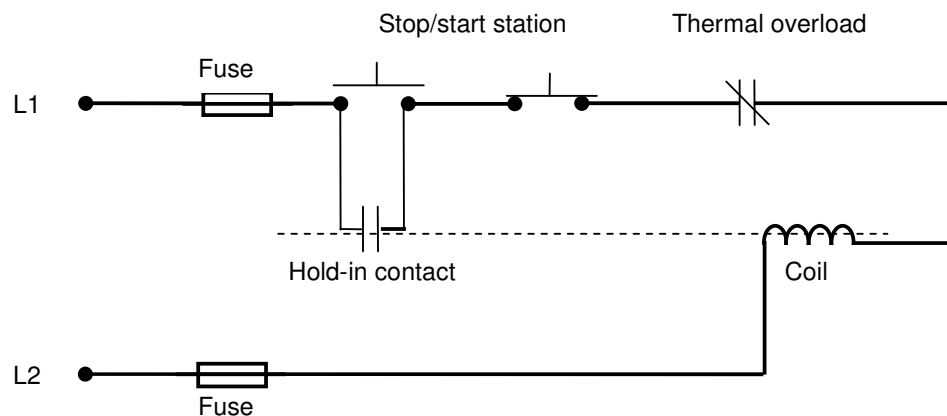 Stop/start station
Thermal overload
Fuse
L1
Hold-in contact
Coil
L2
Fuse